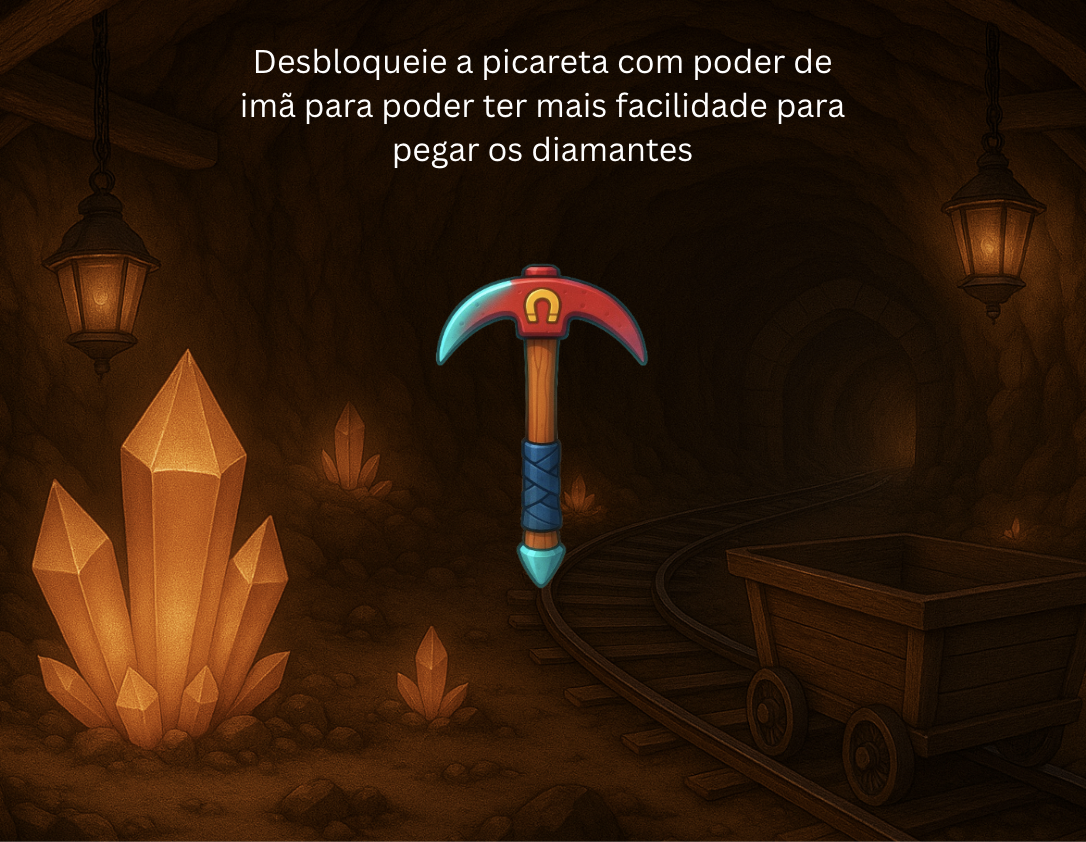 Desbloqueie a picareta com poder de
imã para poder ter mais facilidade para
pegar os diamantes